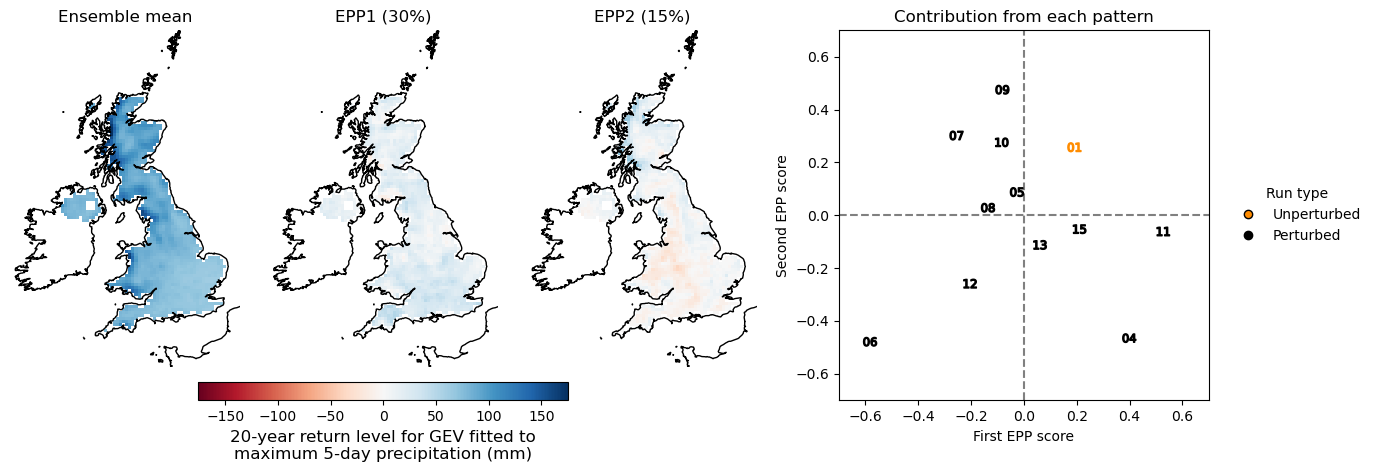 Ensemble mean
EPP1 (30%)
EPP2 (15%)
Contribution from each pattern
−150 −100 −50 0 50 100 150
20-year return level for GEV fitted to
maximum 5-day precipitation (mm)
Second EPP score
0.6
0.4
0.2
0.0
−0.2
−0.4
−0.6
09
07
10
01
05
08
15
11
13
12
06
04
−0.6 −0.4 −0.2 0.0 0.2 0.4 0.6
First EPP score
Run type
Unperturbed
Perturbed